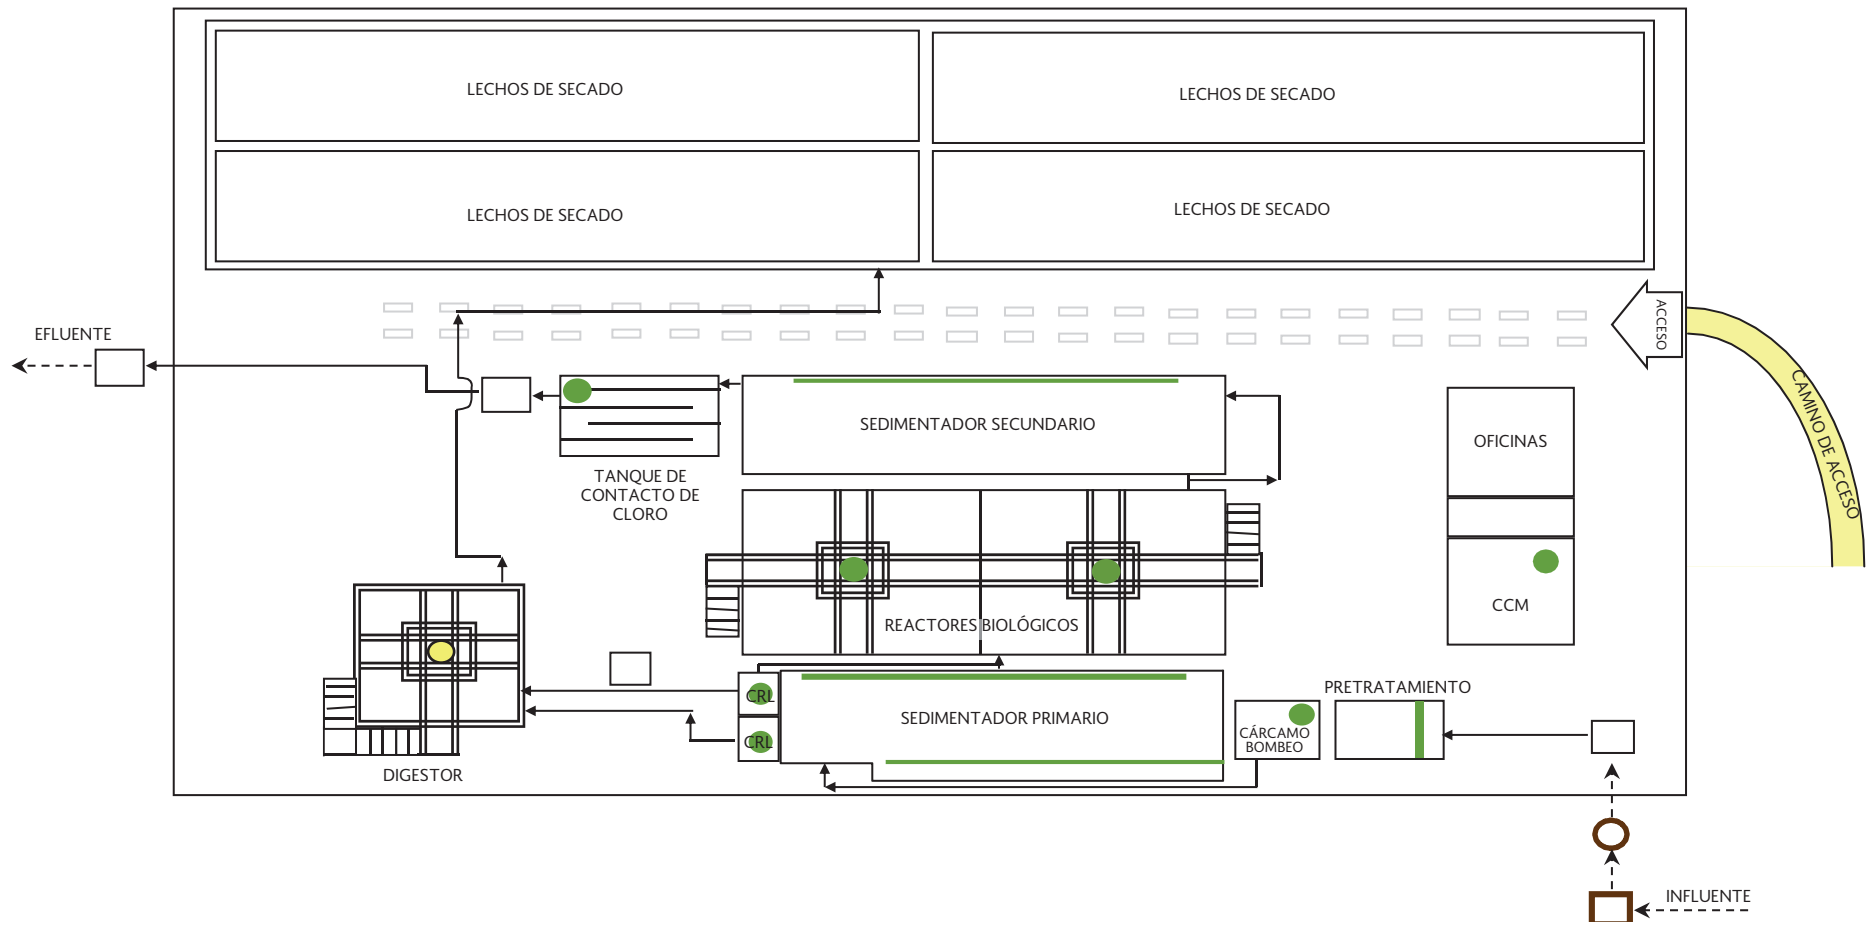 LECHOS DE SECADO
LECHOS DE SECADO
LECHOS DE SECADO
LECHOS DE SECADO
ACCESO
EFLUENTE
CAMINO DE ACCESO
SEDIMENTADOR SECUNDARIO
OFICINAS
TANQUE DE
CONTACTO DE
CLORO
CCM
REACTORES BIOLÓGICOS
PRETRATAMIENTO
CRL
SEDIMENTADOR PRIMARIO
CÁRCAMO
BOMBEO
CRL
DIGESTOR
INFLUENTE